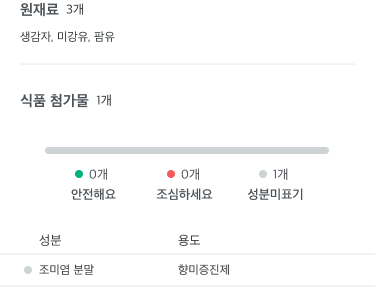 원재료 3개
생감자, 미강유, 팜유
식품 첨가물 1개
0개 0개 1개
안전해요 조심하세요 성분미표기
성분 용도
조미염 분말 향미증진제